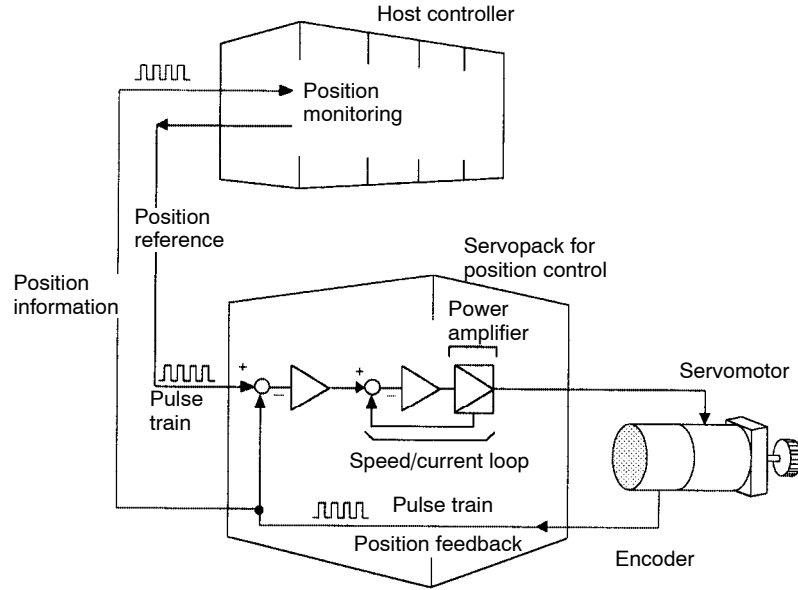 Host controller
Position
monitoring
Position
reference
Position
information
Servopack for
position control
Power
amplifier
+
+
Servomotor
−
−
Pulse
train
Speed/current loop
Pulse train
Position feedback
Encoder